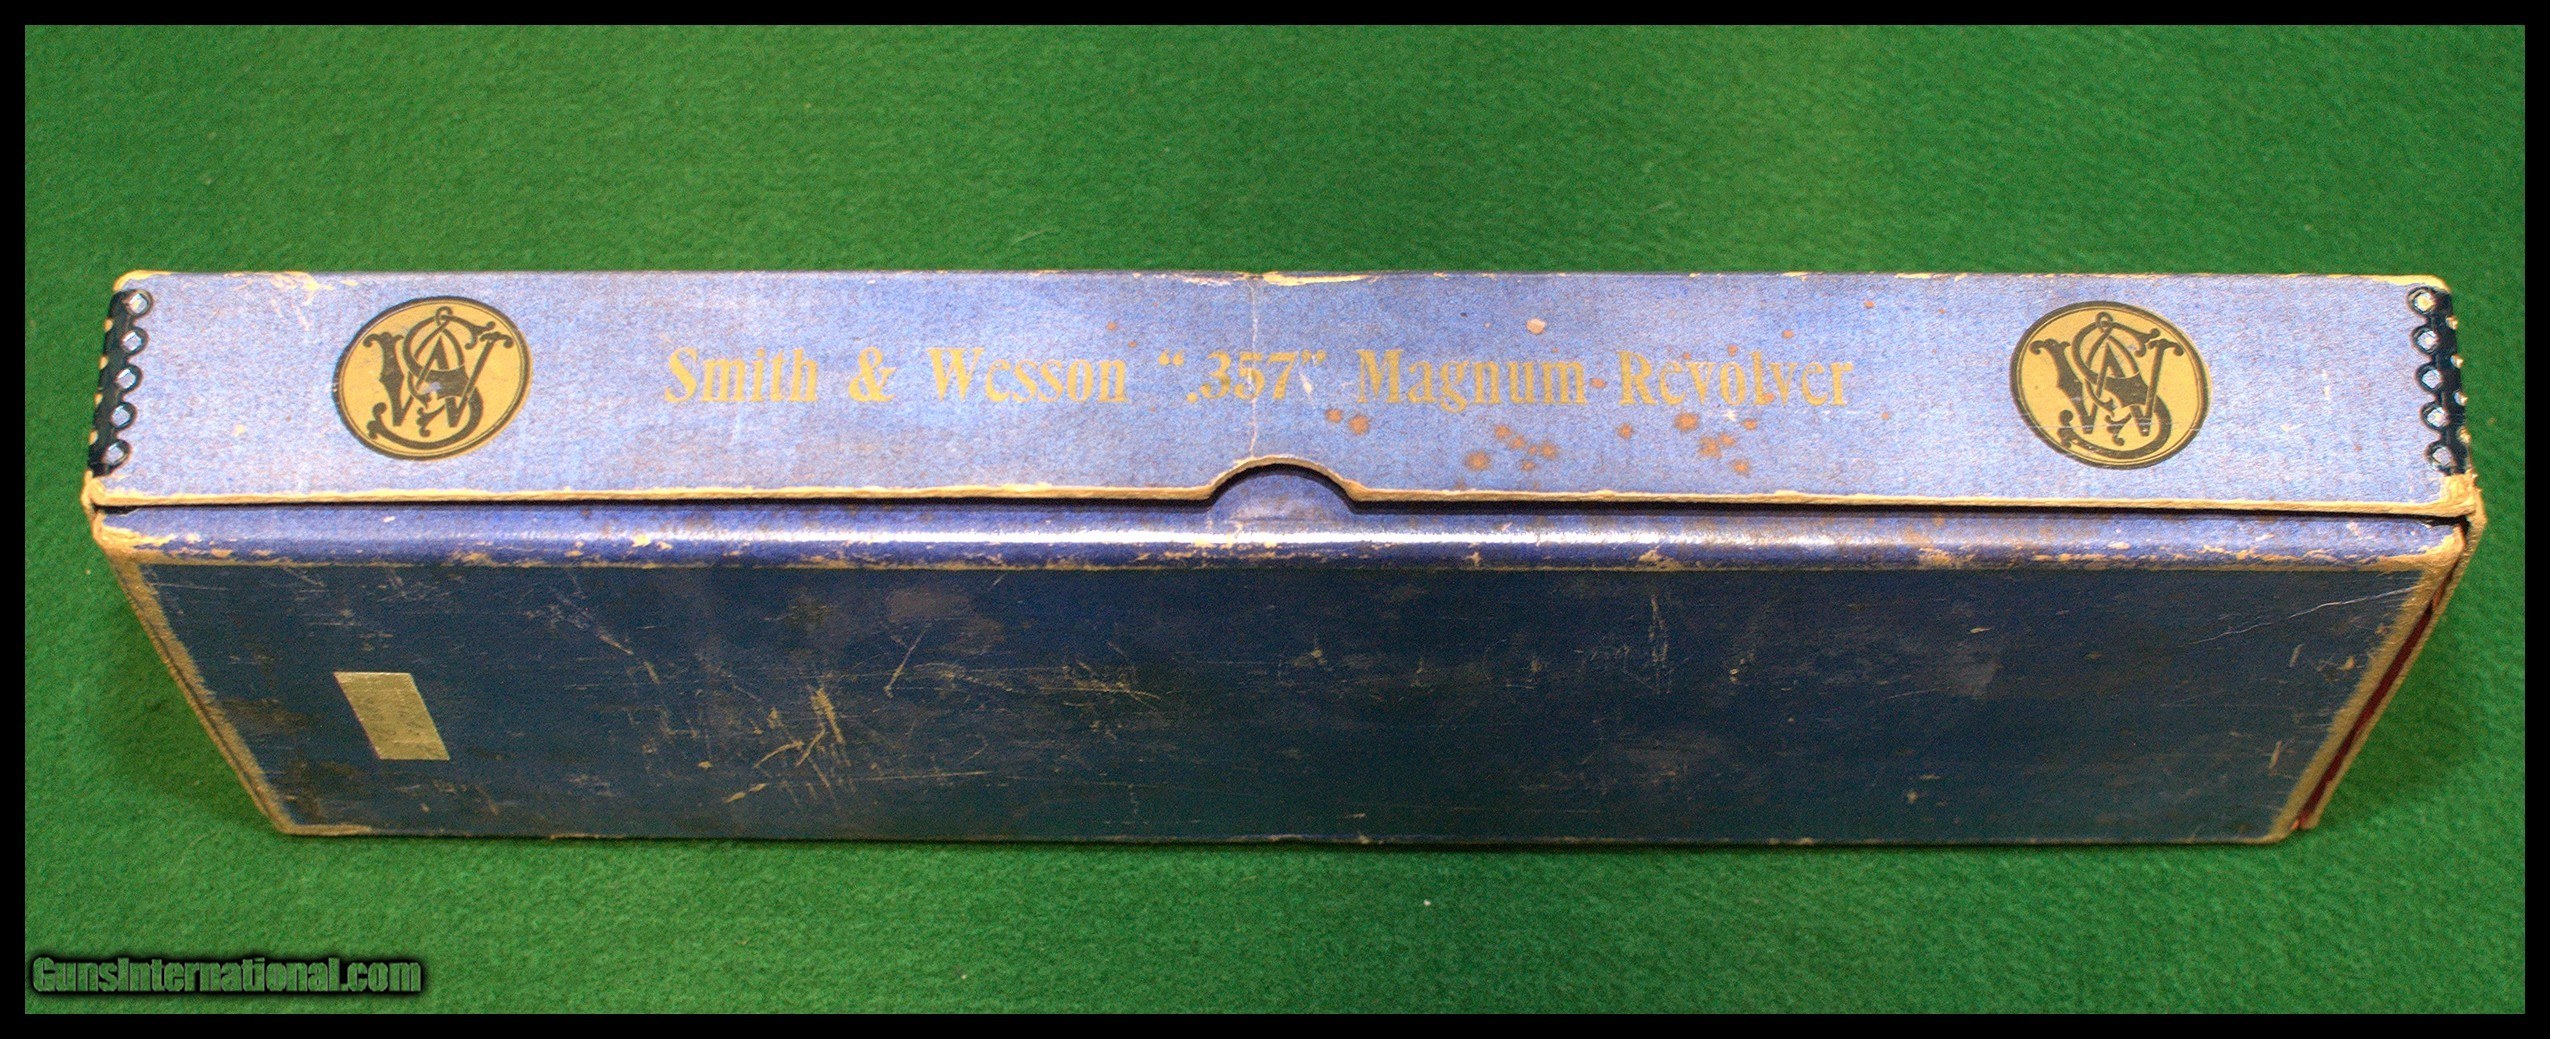 Smith & Wesson “.357” Magnum Revolver
GunsInternational.com